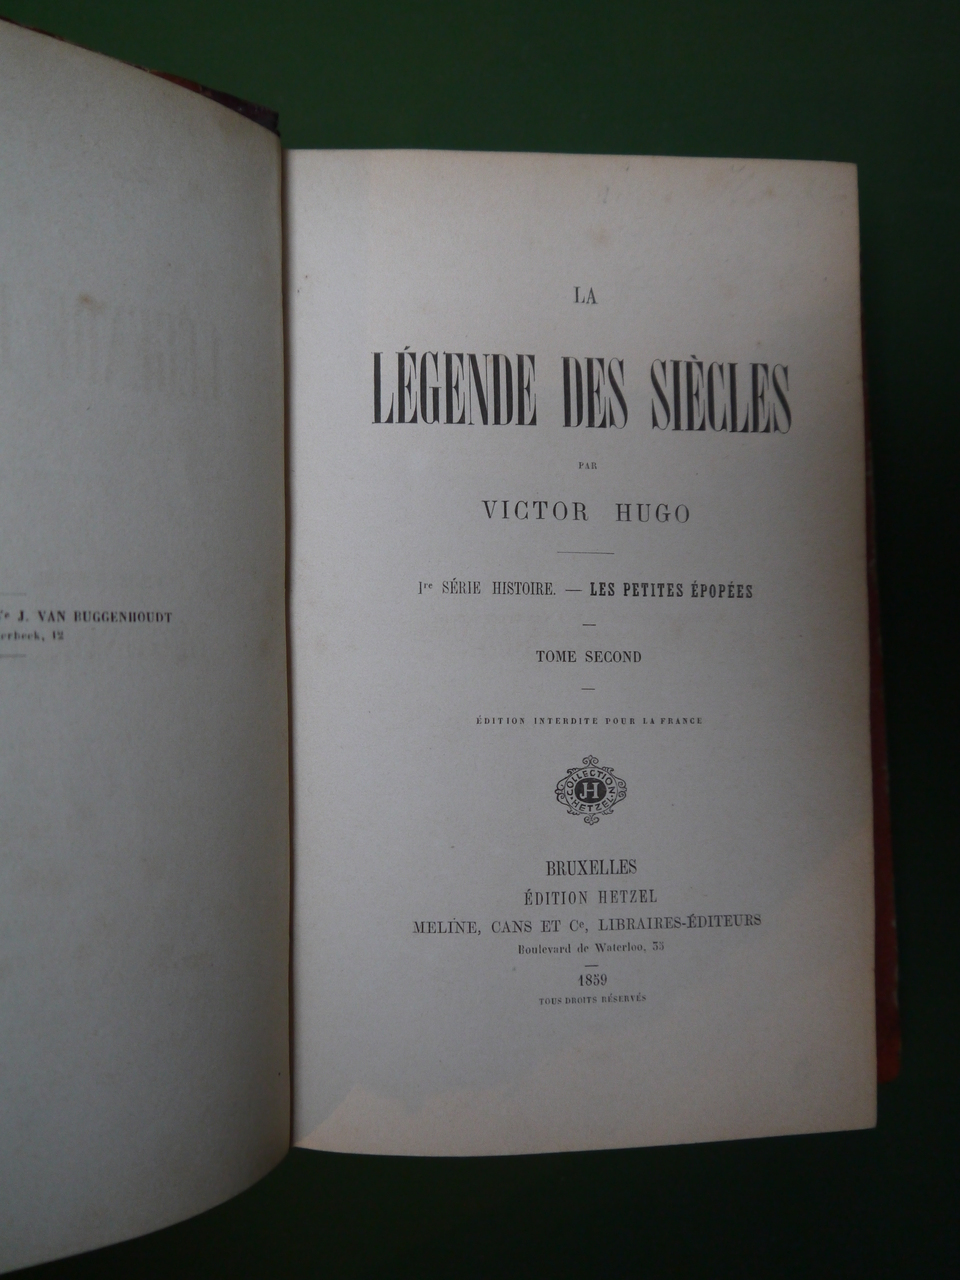 J. VAN BUGGENHOUDT
12
LA
LÉGENDE DES SIÈCLES
PAR
VICTOR HUGO
Ire SÉRIE HISTOIRE. — LES PETITES ÉPOPÉES
TOME SECOND
ÉDITION INTERDITE POUR LA FRANCE
COLLECTION
H
HETZEL
BRUXELLES
ÉDITION HETZEL
MELINE, CANS ET Ce, LIBRAIRES-ÉDITEURS
Boulevard de Waterloo, 35
1859
TOUS DROITS RÉSERVÉS